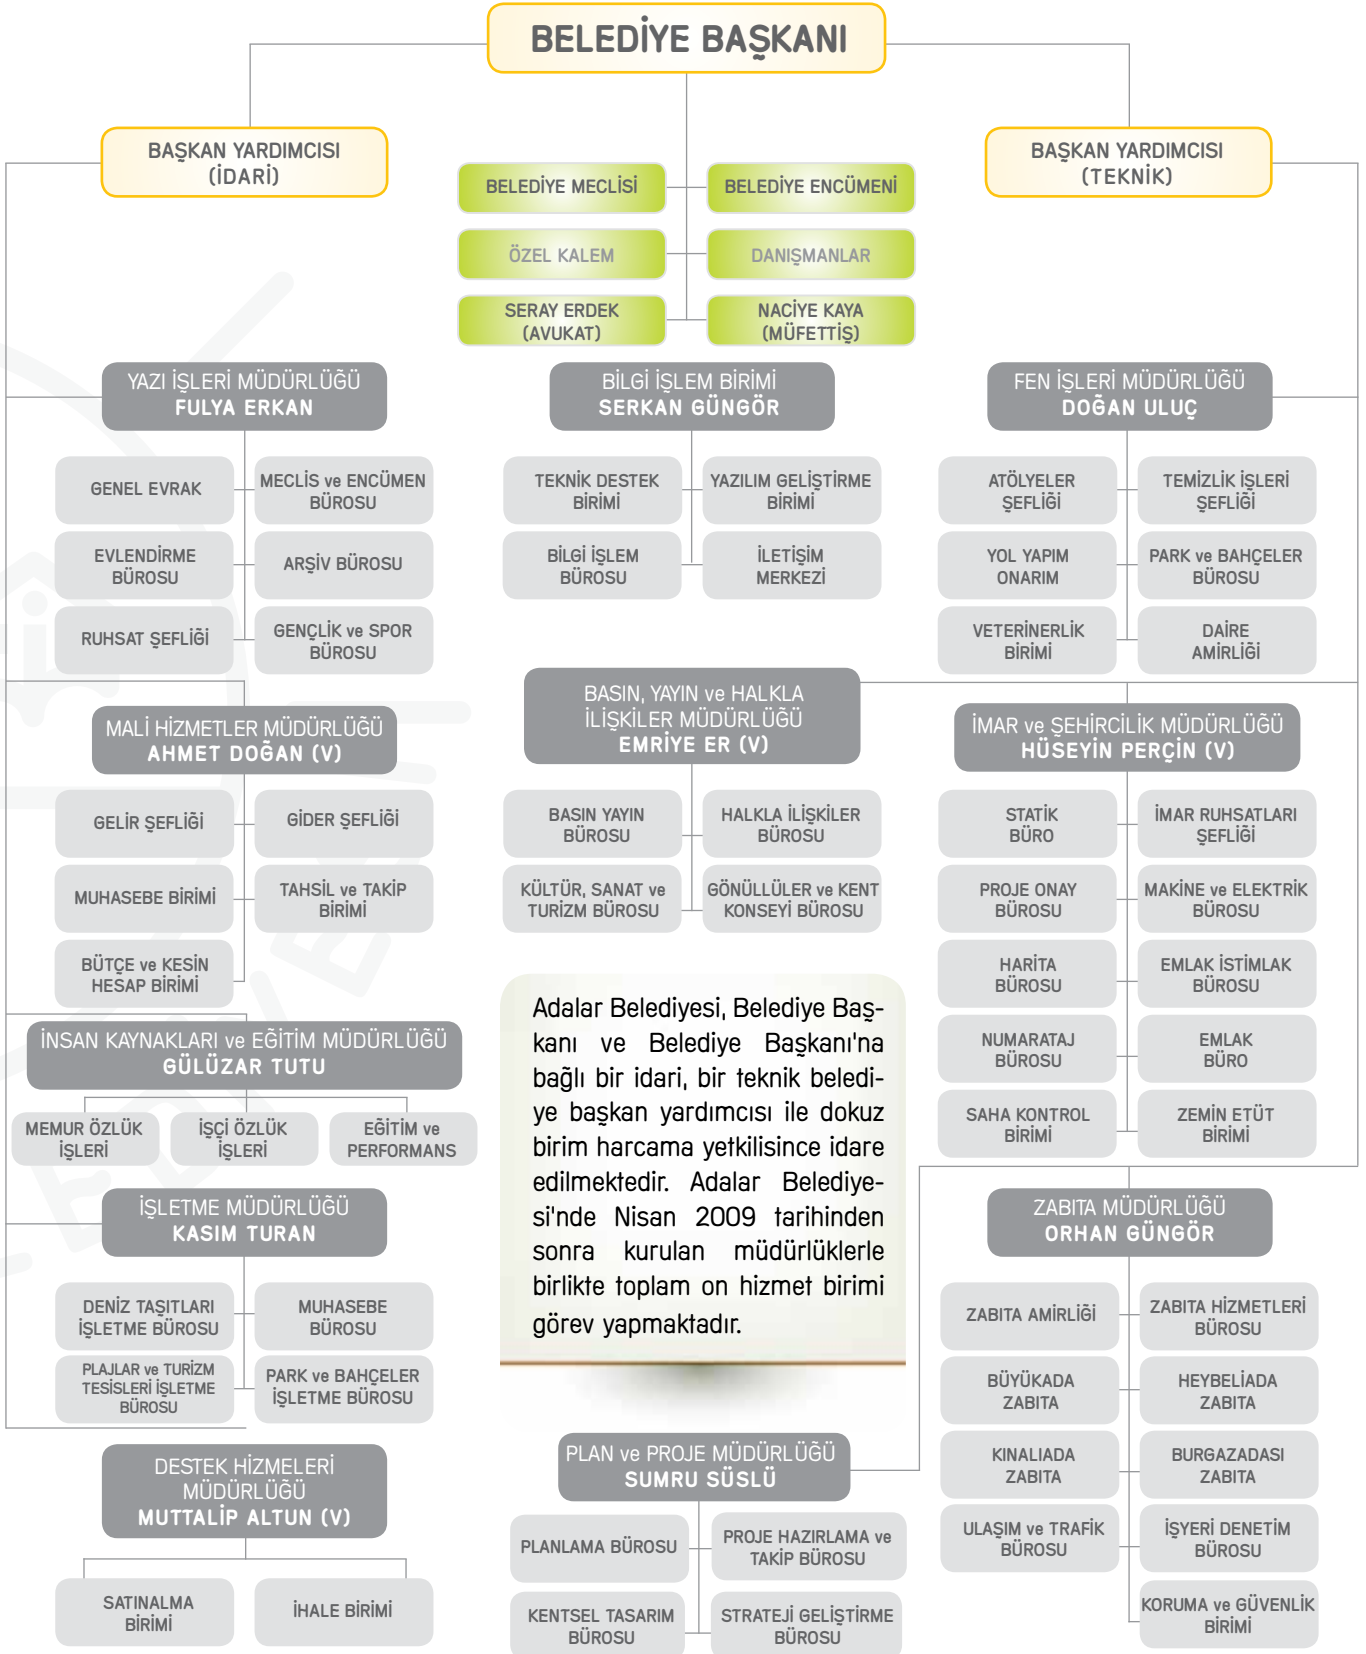 BELEDİYE BAŞKANI
BAŞKAN YARDIMCISI
(İDARİ)
BAŞKAN YARDIMCISI
(TEKNİK)
BELEDİYE MECLİSİ
BELEDİYE ENCÜMENİ
ÖZEL KALEM
DANIŞMANLAR
SERAY ERDEK
(AVUKAT)
NACİYE KAYA
(MÜFETTİŞ)
YAZI İŞLERİ MÜDÜRLÜĞÜ
FULYA ERKAN
GENEL EVRAK
MECLİS ve ENCÜMEN
BÜROSU
EVLENDİRME
BÜROSU
ARŞİV BÜROSU
RUHSAT ŞEFLİĞİ
GENÇLİK ve SPOR
BÜROSU
BİLGİ İŞLEM BİRİMİ
SERKAN GÜNGÖR
TEKNİK DESTEK
BİRİMİ
YAZILIM GELİŞTİRME
BİRİMİ
BİLGİ İŞLEM
BÜROSU
İLETİŞİM
MERKEZİ
FEN İŞLERİ MÜDÜRLÜĞÜ
DOĞAN ULUÇ
ATÖLYELER
ŞEFLİĞİ
TEMİZLİK İŞLERİ
ŞEFLİĞİ
YOL YAPIM
ONARIM
PARK ve BAHÇELER
BÜROSU
VETERİNERLİK
BİRİMİ
DAİRE
AMİRLİĞİ
MALİ HİZMETLER MÜDÜRLÜĞÜ
AHMET DOĞAN (V)
GELİR ŞEFLİĞİ
GİDER ŞEFLİĞİ
MUHASEBE BİRİMİ
TAHSİL ve TAKİP
BİRİMİ
BÜTÇE ve KESİN
HESAP BİRİMİ
BASIN, YAYIN ve HALKLA
İLİŞKİLER MÜDÜRLÜĞÜ
EMRİYE ER (V)
BASIN YAYIN
BÜROSU
HALKLA İLİŞKİLER
BÜROSU
KÜLTÜR, SANAT ve
TURİZM BÜROSU
GÖNÜLLÜLER ve KENT
KONSEYİ BÜROSU
İMAR ve ŞEHİRCİLİK MÜDÜRLÜĞÜ
HÜSEYİN PERÇİN (V)
STATİK
BÜRO
İMAR RUHSATLARI
ŞEFLİĞİ
PROJE ONAY
BÜROSU
MAKİNE ve ELEKTRİK
BÜROSU
HARİTA
BÜROSU
EMLAK İSTİMLAK
BÜROSU
NUMARATAJ
BÜROSU
EMLAK
BÜRO
SAHA KONTROL
BİRİMİ
ZEMİN ETÜT
BİRİMİ
İNSAN KAYNAKLARI ve EĞİTİM MÜDÜRLÜĞÜ
GÜLÜZAR TUTU
MEMUR ÖZLÜK
İŞLERİ
İŞÇİ ÖZLÜK
İŞLERİ
EĞİTİM ve
PERFORMANS
Adalar Belediyesi, Belediye Baş-
kanı ve Belediye Başkanı'na
bağlı bir idari, bir teknik beledi-
ye başkan yardımcısı ile dokuz
birim harcama yetkilisince idare
edilmektedir. Adalar Belediye-
si'nde Nisan 2009 tarihinden
sonra kurulan müdürlüklerle
birlikte toplam on hizmet birimi
görev yapmaktadır.
İŞLETME MÜDÜRLÜĞÜ
KASIM TURAN
DENİZ TAŞITLARI
İŞLETME BÜROSU
MUHASEBE
BÜROSU
PLAJLAR ve TURİZM
TESİSLERİ İŞLETME
BÜROSU
PARK ve BAHÇELER
İŞLETME BÜROSU
ZABITA MÜDÜRLÜĞÜ
ORHAN GÜNGÖR
ZABITA AMİRLİĞİ
ZABITA HİZMETLERİ
BÜROSU
BÜYÜKADA
ZABITA
HEYBELİADA
ZABITA
KINALIADA
ZABITA
BURGAZADASI
ZABITA
ULAŞIM ve TRAFİK
BÜROSU
İŞYERİ DENETİM
BÜROSU
KORUMA ve GÜVENLİK
BİRİMİ
DESTEK HİZMELERİ
MÜDÜRLÜĞÜ
MUTTALİP ALTUN (V)
SATINALMA
BİRİMİ
İHALE BİRİMİ
PLAN ve PROJE MÜDÜRLÜĞÜ
SUMRU SÜSLÜ
PLANLAMA BÜROSU
PROJE HAZIRLAMA ve
TAKİP BÜROSU
KENTSEL TASARIM
BÜROSU
STRATEJİ GELİŞTİRME
BÜROSU